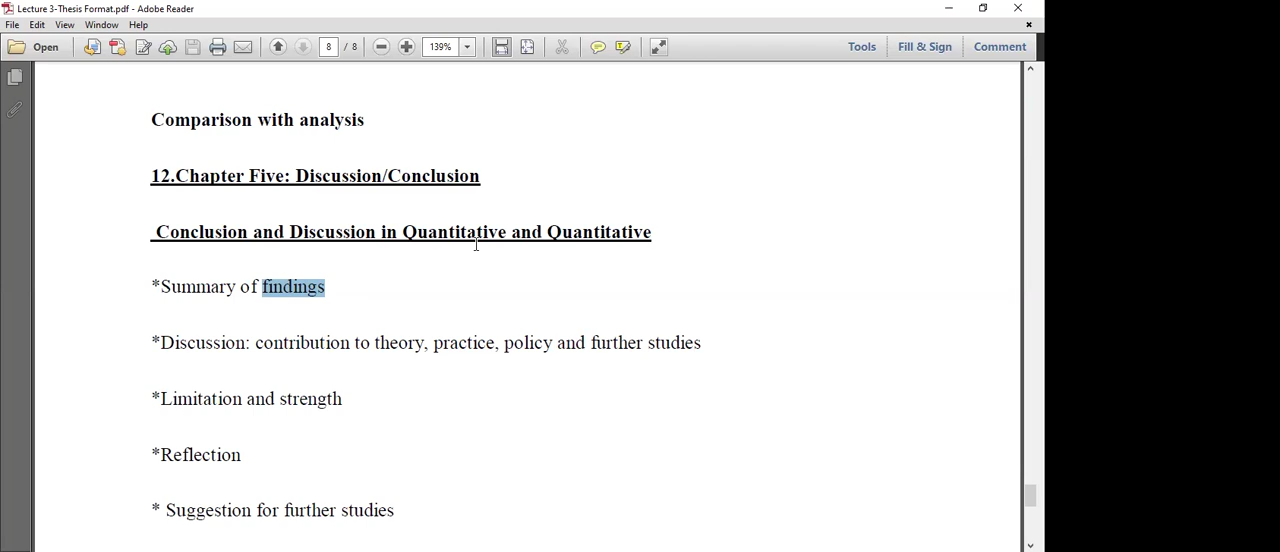 Lecture 3-Thesis Format.pdf - Adobe Reader
File Edit View Window Help
Open 8 / 8 139% Tools Fill & Sign Comment
Comparison with analysis
12.Chapter Five: Discussion/Conclusion
Conclusion and Discussion in Quantitative and Quantitative
*Summary of findings
*Discussion: contribution to theory, practice, policy and further studies
*Limitation and strength
*Reflection
* Suggestion for further studies